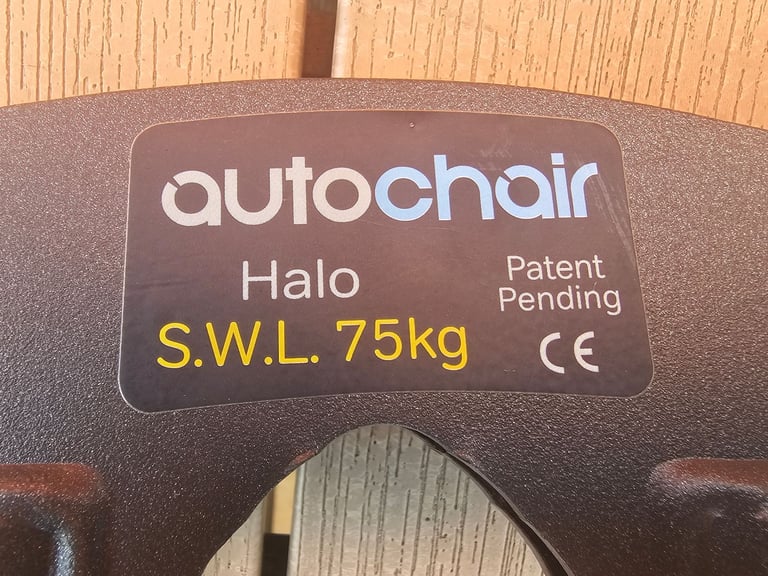 autochair
Halo
S.W.L. 75kg
Patent
Pending
CE